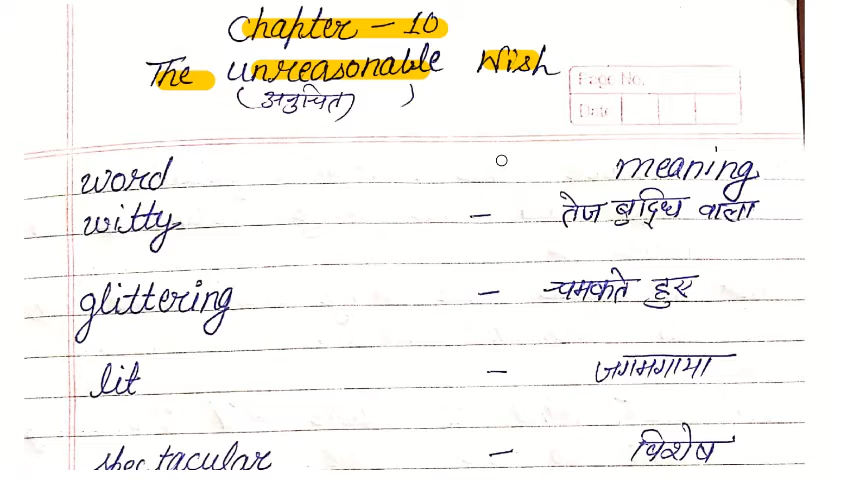 Chapter - 10
The unreasonable Wish
(अनुचित)
Page No.
Date
word meaning
witty - तेज बुद्धि वाला
glittering - चमकते हुए
lit - जगमगाया
spectacular - विशेष